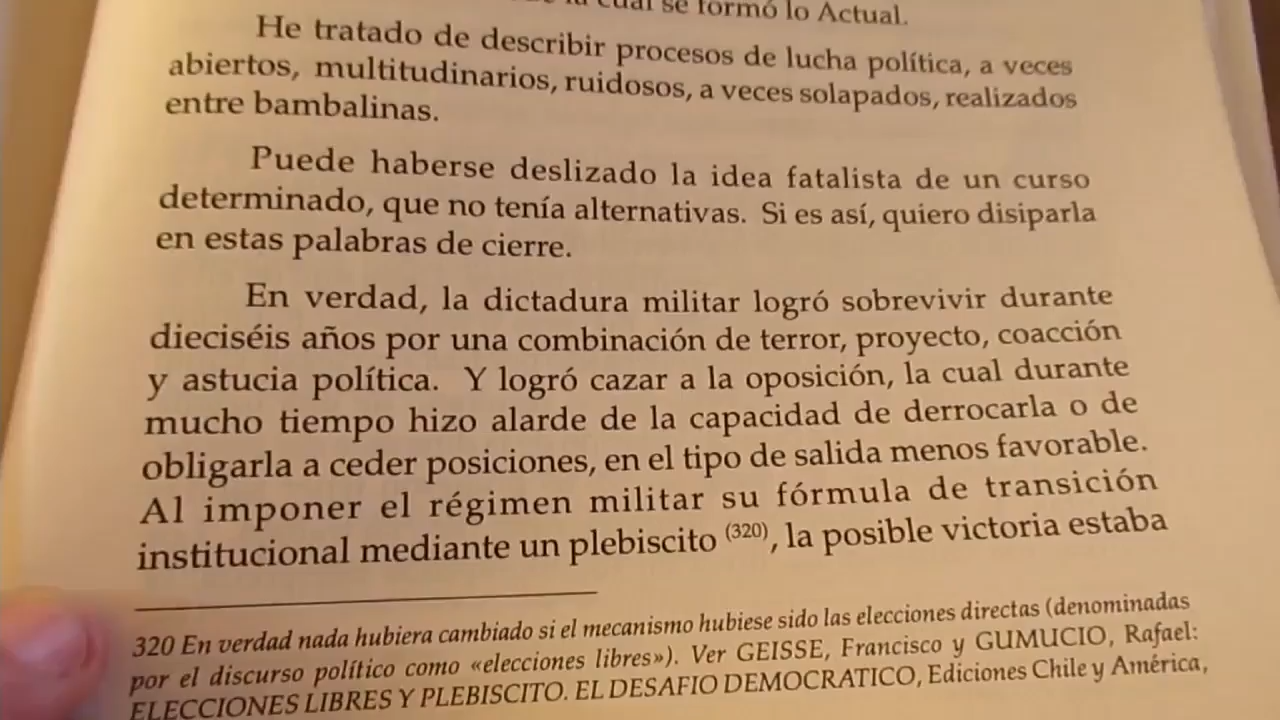 la cual se formó lo Actual.
He tratado de describir procesos de lucha política, a veces
abiertos, multitudinarios, ruidosos, a veces solapados, realizados
entre bambalinas.
Puede haberse deslizado la idea fatalista de un curso
determinado, que no tenía alternativas. Si es así, quiero disiparla
en estas palabras de cierre.
En verdad, la dictadura militar logró sobrevivir durante
dieciséis años por una combinación de terror, proyecto, coacción
y astucia política. Y logró cazar a la oposición, la cual durante
mucho tiempo hizo alarde de la capacidad de derrocarla o de
obligarla a ceder posiciones, en el tipo de salida menos favorable.
Al imponer el régimen militar su fórmula de transición
institucional mediante un plebiscito (320), la posible victoria estaba
320 En verdad nada hubiera cambiado si el mecanismo hubiese sido las elecciones directas (denominadas
por el discurso político como «elecciones libres»). Ver GEISSE, Francisco y GUMUCIO, Rafael:
ELECCIONES LIBRES Y PLEBISCITO. EL DESAFIO DEMOCRATICO, Ediciones Chile y América,